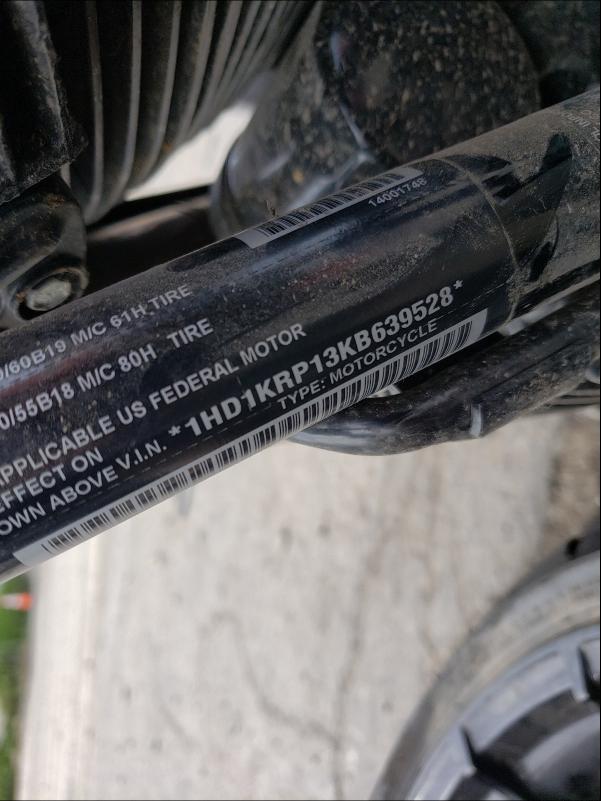 14001748
/60B19 M/C 61H TIRE
0/55B18 M/C 80H TIRE
APPLICABLE US FEDERAL MOTOR
EFFECT ON
OWN ABOVE V.I.N. *1HD1KRP13KB639528*
TYPE: MOTORCYCLE